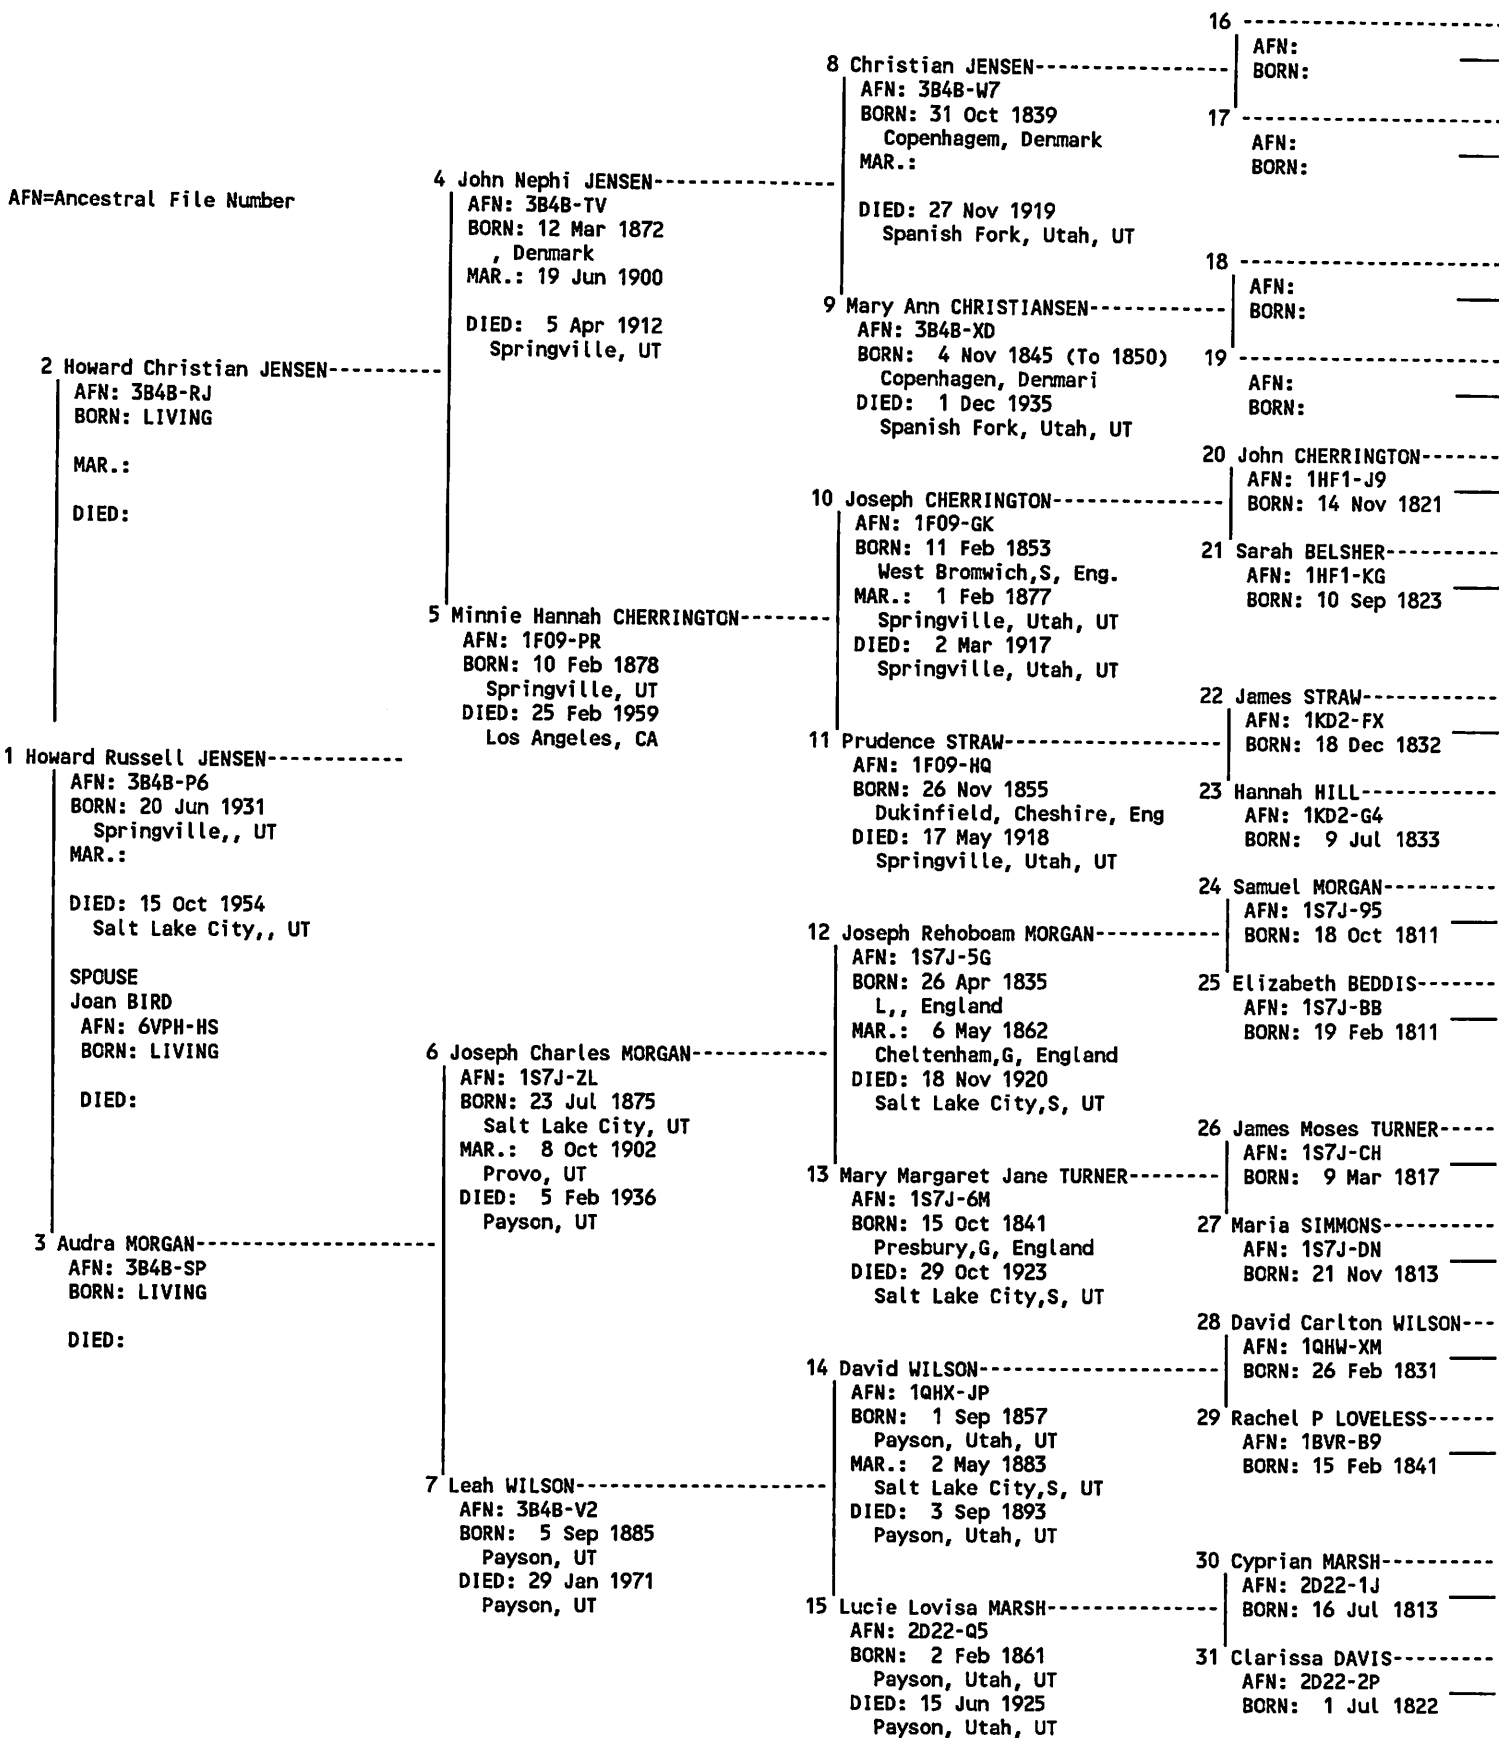 AFN=Ancestral File Number
1 Howard Russell JENSEN------------
AFN: 3B4B-P6
BORN: 20 Jun 1931
Springville,, UT
MAR.:
DIED: 15 Oct 1954
Salt Lake City,, UT
SPOUSE
Joan BIRD
AFN: 6VPH-HS
BORN: LIVING
DIED:
2 Howard Christian JENSEN----------
AFN: 3B4B-RJ
BORN: LIVING
MAR.:
DIED:
3 Audra MORGAN---------------------
AFN: 3B4B-SP
BORN: LIVING
DIED:
4 John Nephi JENSEN----------------
AFN: 3B4B-TV
BORN: 12 Mar 1872
, Denmark
MAR.: 19 Jun 1900
DIED: 5 Apr 1912
Springville, UT
5 Minnie Hannah CHERRINGTON--------
AFN: 1F09-PR
BORN: 10 Feb 1878
Springville, UT
DIED: 25 Feb 1959
Los Angeles, CA
6 Joseph Charles MORGAN------------
AFN: 1S7J-ZL
BORN: 23 Jul 1875
Salt Lake City, UT
MAR.: 8 Oct 1902
Provo, UT
DIED: 5 Feb 1936
Payson, UT
7 Leah WILSON----------------------
AFN: 3B4B-V2
BORN: 5 Sep 1885
Payson, UT
DIED: 29 Jan 1971
Payson, UT
8 Christian JENSEN-----------------
AFN: 3B4B-W7
BORN: 31 Oct 1839
Copenhagem, Denmark
MAR.:
DIED: 27 Nov 1919
Spanish Fork, Utah, UT
9 Mary Ann CHRISTIANSEN------------
AFN: 3B4B-XD
BORN: 4 Nov 1845 (To 1850)
Copenhagen, Denmari
DIED: 1 Dec 1935
Spanish Fork, Utah, UT
10 Joseph CHERRINGTON---------------
AFN: 1F09-GK
BORN: 11 Feb 1853
West Bromwich,S, Eng.
MAR.: 1 Feb 1877
Springville, Utah, UT
DIED: 2 Mar 1917
Springville, Utah, UT
11 Prudence STRAW-------------------
AFN: 1F09-HQ
BORN: 26 Nov 1855
Dukinfield, Cheshire, Eng
DIED: 17 May 1918
Springville, Utah, UT
12 Joseph Rehoboam MORGAN-----------
AFN: 1S7J-5G
BORN: 26 Apr 1835
L,, England
MAR.: 6 May 1862
Cheltenham,G, England
DIED: 18 Nov 1920
Salt Lake City,S, UT
13 Mary Margaret Jane TURNER--------
AFN: 1S7J-6M
BORN: 15 Oct 1841
Presbury,G, England
DIED: 29 Oct 1923
Salt Lake City,S, UT
14 David WILSON---------------------
AFN: 1QHX-JP
BORN: 1 Sep 1857
Payson, Utah, UT
MAR.: 2 May 1883
Salt Lake City,S, UT
DIED: 3 Sep 1893
Payson, Utah, UT
15 Lucie Lovisa MARSH---------------
AFN: 2D22-Q5
BORN: 2 Feb 1861
Payson, Utah, UT
DIED: 15 Jun 1925
Payson, Utah, UT
16 ----------------------
AFN:
BORN:
17 ----------------------
AFN:
BORN:
18 ----------------------
AFN:
BORN:
19 ----------------------
AFN:
BORN:
20 John CHERRINGTON------
AFN: 1HF1-J9
BORN: 14 Nov 1821
21 Sarah BELSHER---------
AFN: 1HF1-KG
BORN: 10 Sep 1823
22 James STRAW-----------
AFN: 1KD2-FX
BORN: 18 Dec 1832
23 Hannah HILL-----------
AFN: 1KD2-G4
BORN: 9 Jul 1833
24 Samuel MORGAN---------
AFN: 1S7J-95
BORN: 18 Oct 1811
25 Elizabeth BEDDIS------
AFN: 1S7J-BB
BORN: 19 Feb 1811
26 James Moses TURNER----
AFN: 1S7J-CH
BORN: 9 Mar 1817
27 Maria SIMMONS---------
AFN: 1S7J-DN
BORN: 21 Nov 1813
28 David Carlton WILSON---
AFN: 1QHW-XM
BORN: 26 Feb 1831
29 Rachel P LOVELESS------
AFN: 1BVR-B9
BORN: 15 Feb 1841
30 Cyprian MARSH---------
AFN: 2D22-1J
BORN: 16 Jul 1813
31 Clarissa DAVIS---------
AFN: 2D22-2P
BORN: 1 Jul 1822